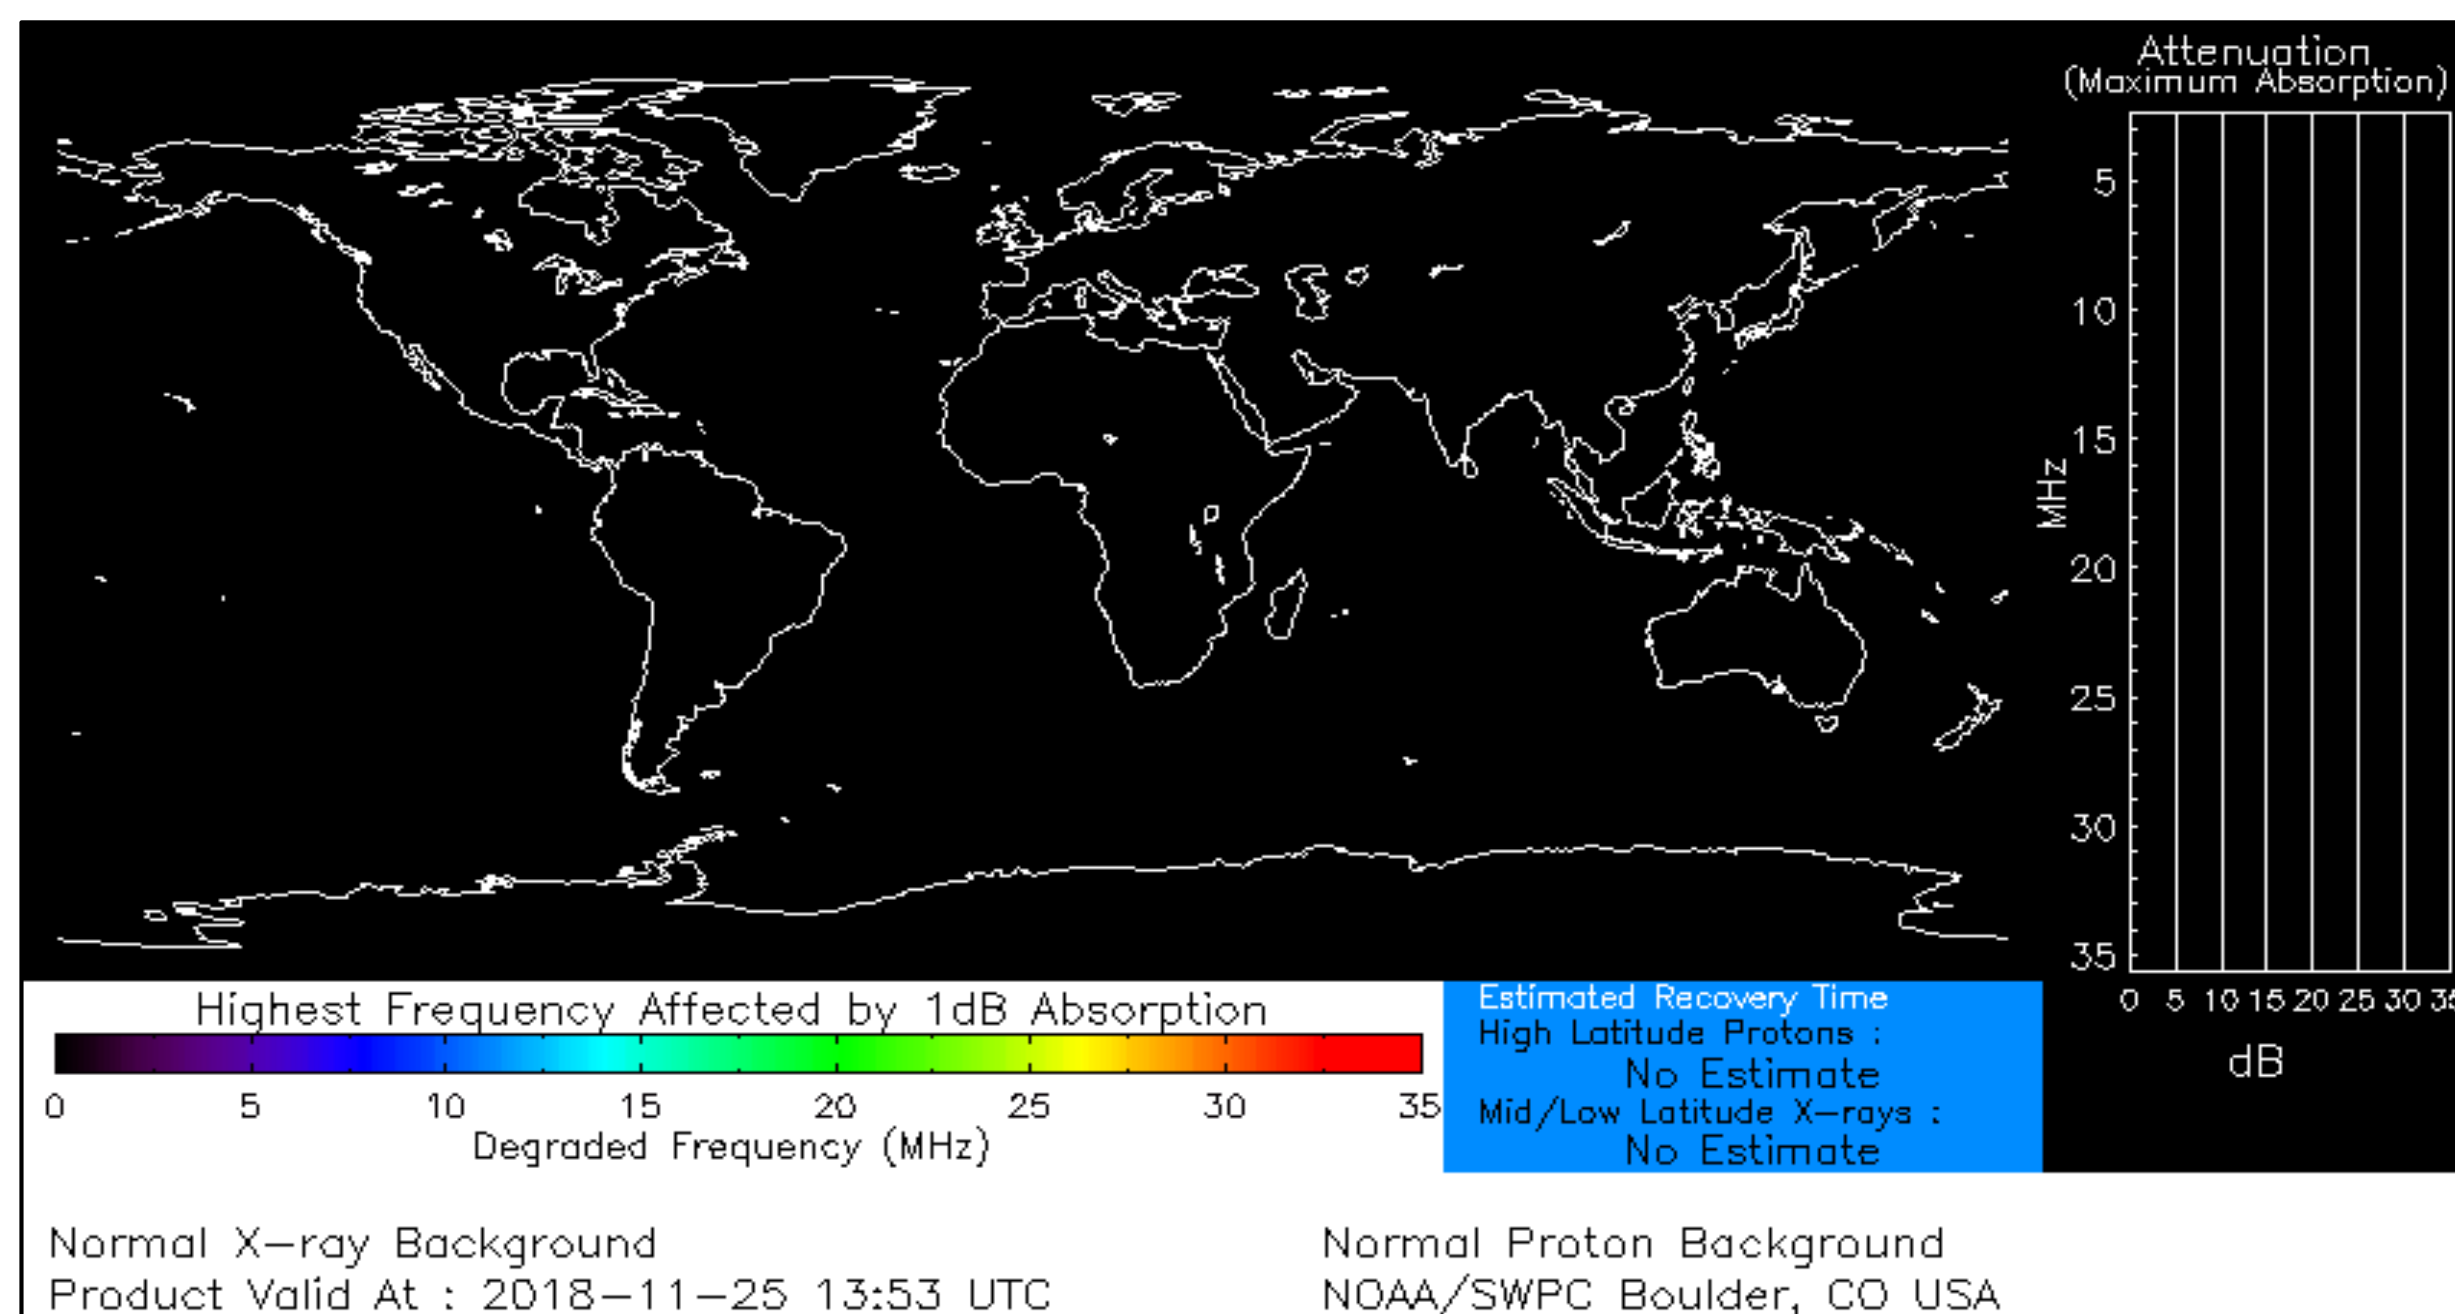 Attenuation
(Maximum Absorption)
5
10
15
20
25
30
35
MHz
0 5 10 15 20 25 30
dB
Highest Frequency Affected by 1dB Absorption
0 5 10 15 20 25 30 35
Degraded Frequency (MHz)
Estimated Recovery Time
High Latitude Protons :
No Estimate
Mid/Low Latitude X-rays :
No Estimate
Normal X-ray Background
Product Valid At : 2018-11-25 13:53 UTC
Normal Proton Background
NOAA/SWPC Boulder, CO USA